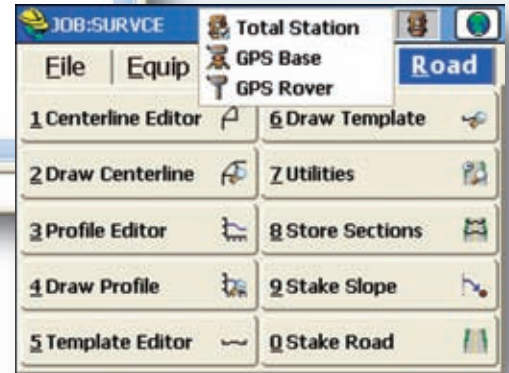 JOB:SURVCE
Total Station
GPS Base
GPS Rover
File
Equip
Road
1 Centerline Editor
6 Draw Template
2 Draw Centerline
7 Utilities
3 Profile Editor
8 Store Sections
4 Draw Profile
9 Stake Slope
5 Template Editor
0 Stake Road